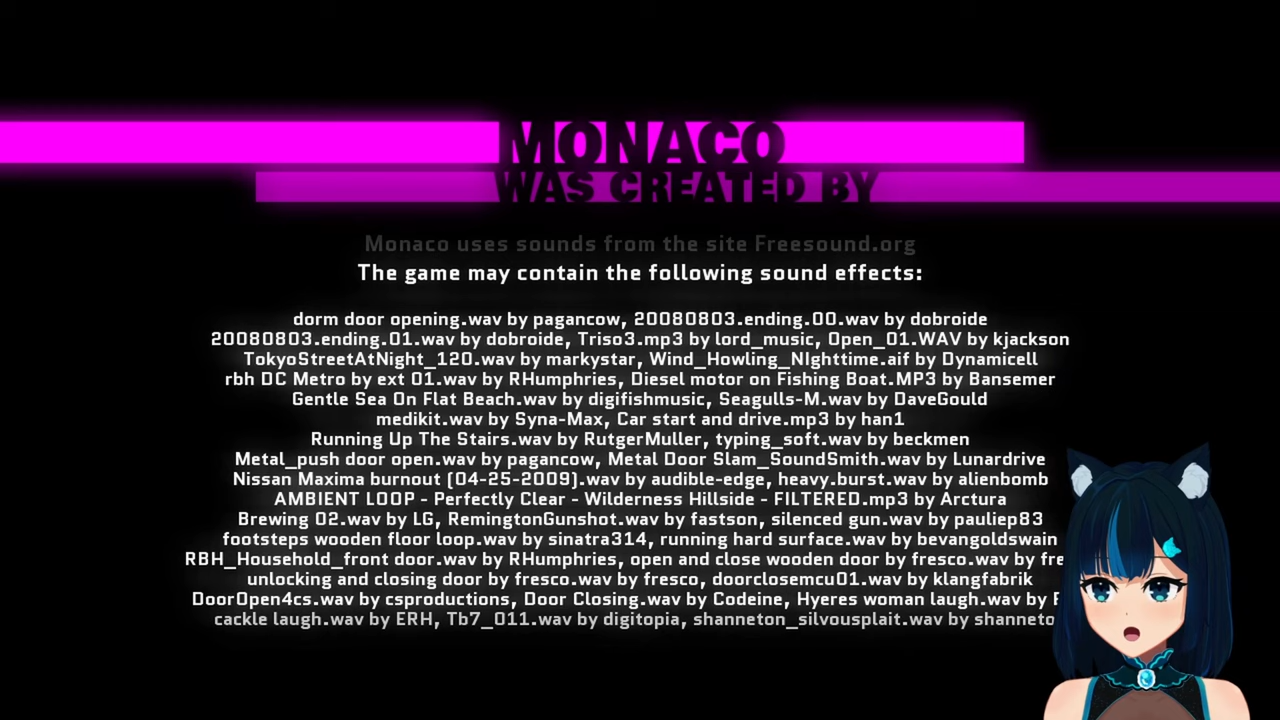 MONACO
WAS CREATED BY
Monaco uses sounds from the site Freesound.org
The game may contain the following sound effects:
dorm door opening.wav by pagancow, 20080803.ending.00.wav by dobroide
20080803.ending.01.wav by dobroide, Triso3.mp3 by lord_music, Open_01.WAV by kjackson
TokyoStreetAtNight_120.wav by markystar, Wind_Howling_NIghttime.aif by Dynamicell
rbh DC Metro by ext 01.wav by RHumphries, Diesel motor on Fishing Boat.MP3 by Bansemer
Gentle Sea On Flat Beach.wav by digifishmusic, Seagulls-M.wav by DaveGould
medikit.wav by Syna-Max, Car start and drive.mp3 by han1
Running Up The Stairs.wav by RutgerMuller, typing_soft.wav by beckmen
Metal_push door open.wav by pagancow, Metal Door Slam_SoundSmith.wav by Lunardrive
Nissan Maxima burnout (04-25-2009).wav by audible-edge, heavy.burst.wav by alienbomb
AMBIENT LOOP - Perfectly Clear - Wilderness Hillside - FILTERED.mp3 by Arctura
Brewing 02.wav by LG, RemingtonGunshot.wav by fastson, silenced gun.wav by pauliep83
footsteps wooden floor loop.wav by sinatra314, running hard surface.wav by bevangoldswain
RBH_Household_front door.wav by RHumphries, open and close wooden door by fresco.wav by
unlocking and closing door by fresco.wav by fresco, doorclosemcu01.wav by klangfabrik
DoorOpen4cs.wav by csproductions, Door Closing.wav by Codeine, Hyeres woman laugh.wav by
cackle laugh.wav by ERH, Tb7_011.wav by digitopia, shanneton_silvousplait.wav by